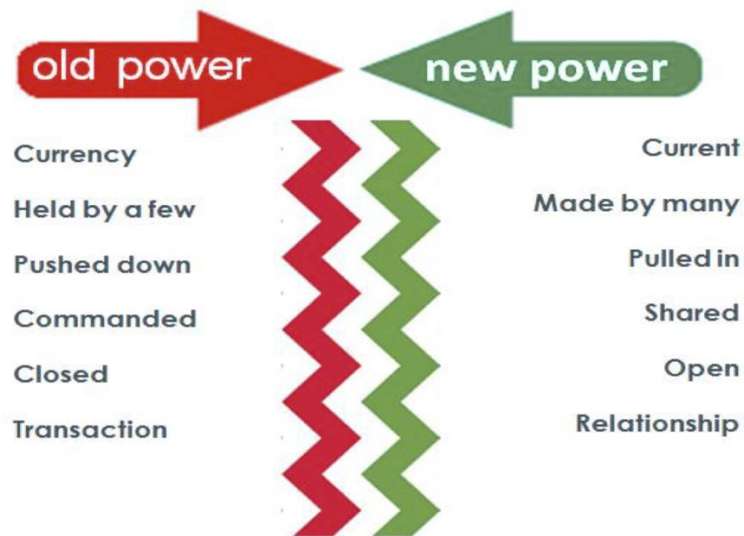 old power
new power
Currency
Current
Held by a few
Made by many
Pushed down
Pulled in
Commanded
Shared
Closed
Open
Transaction
Relationship